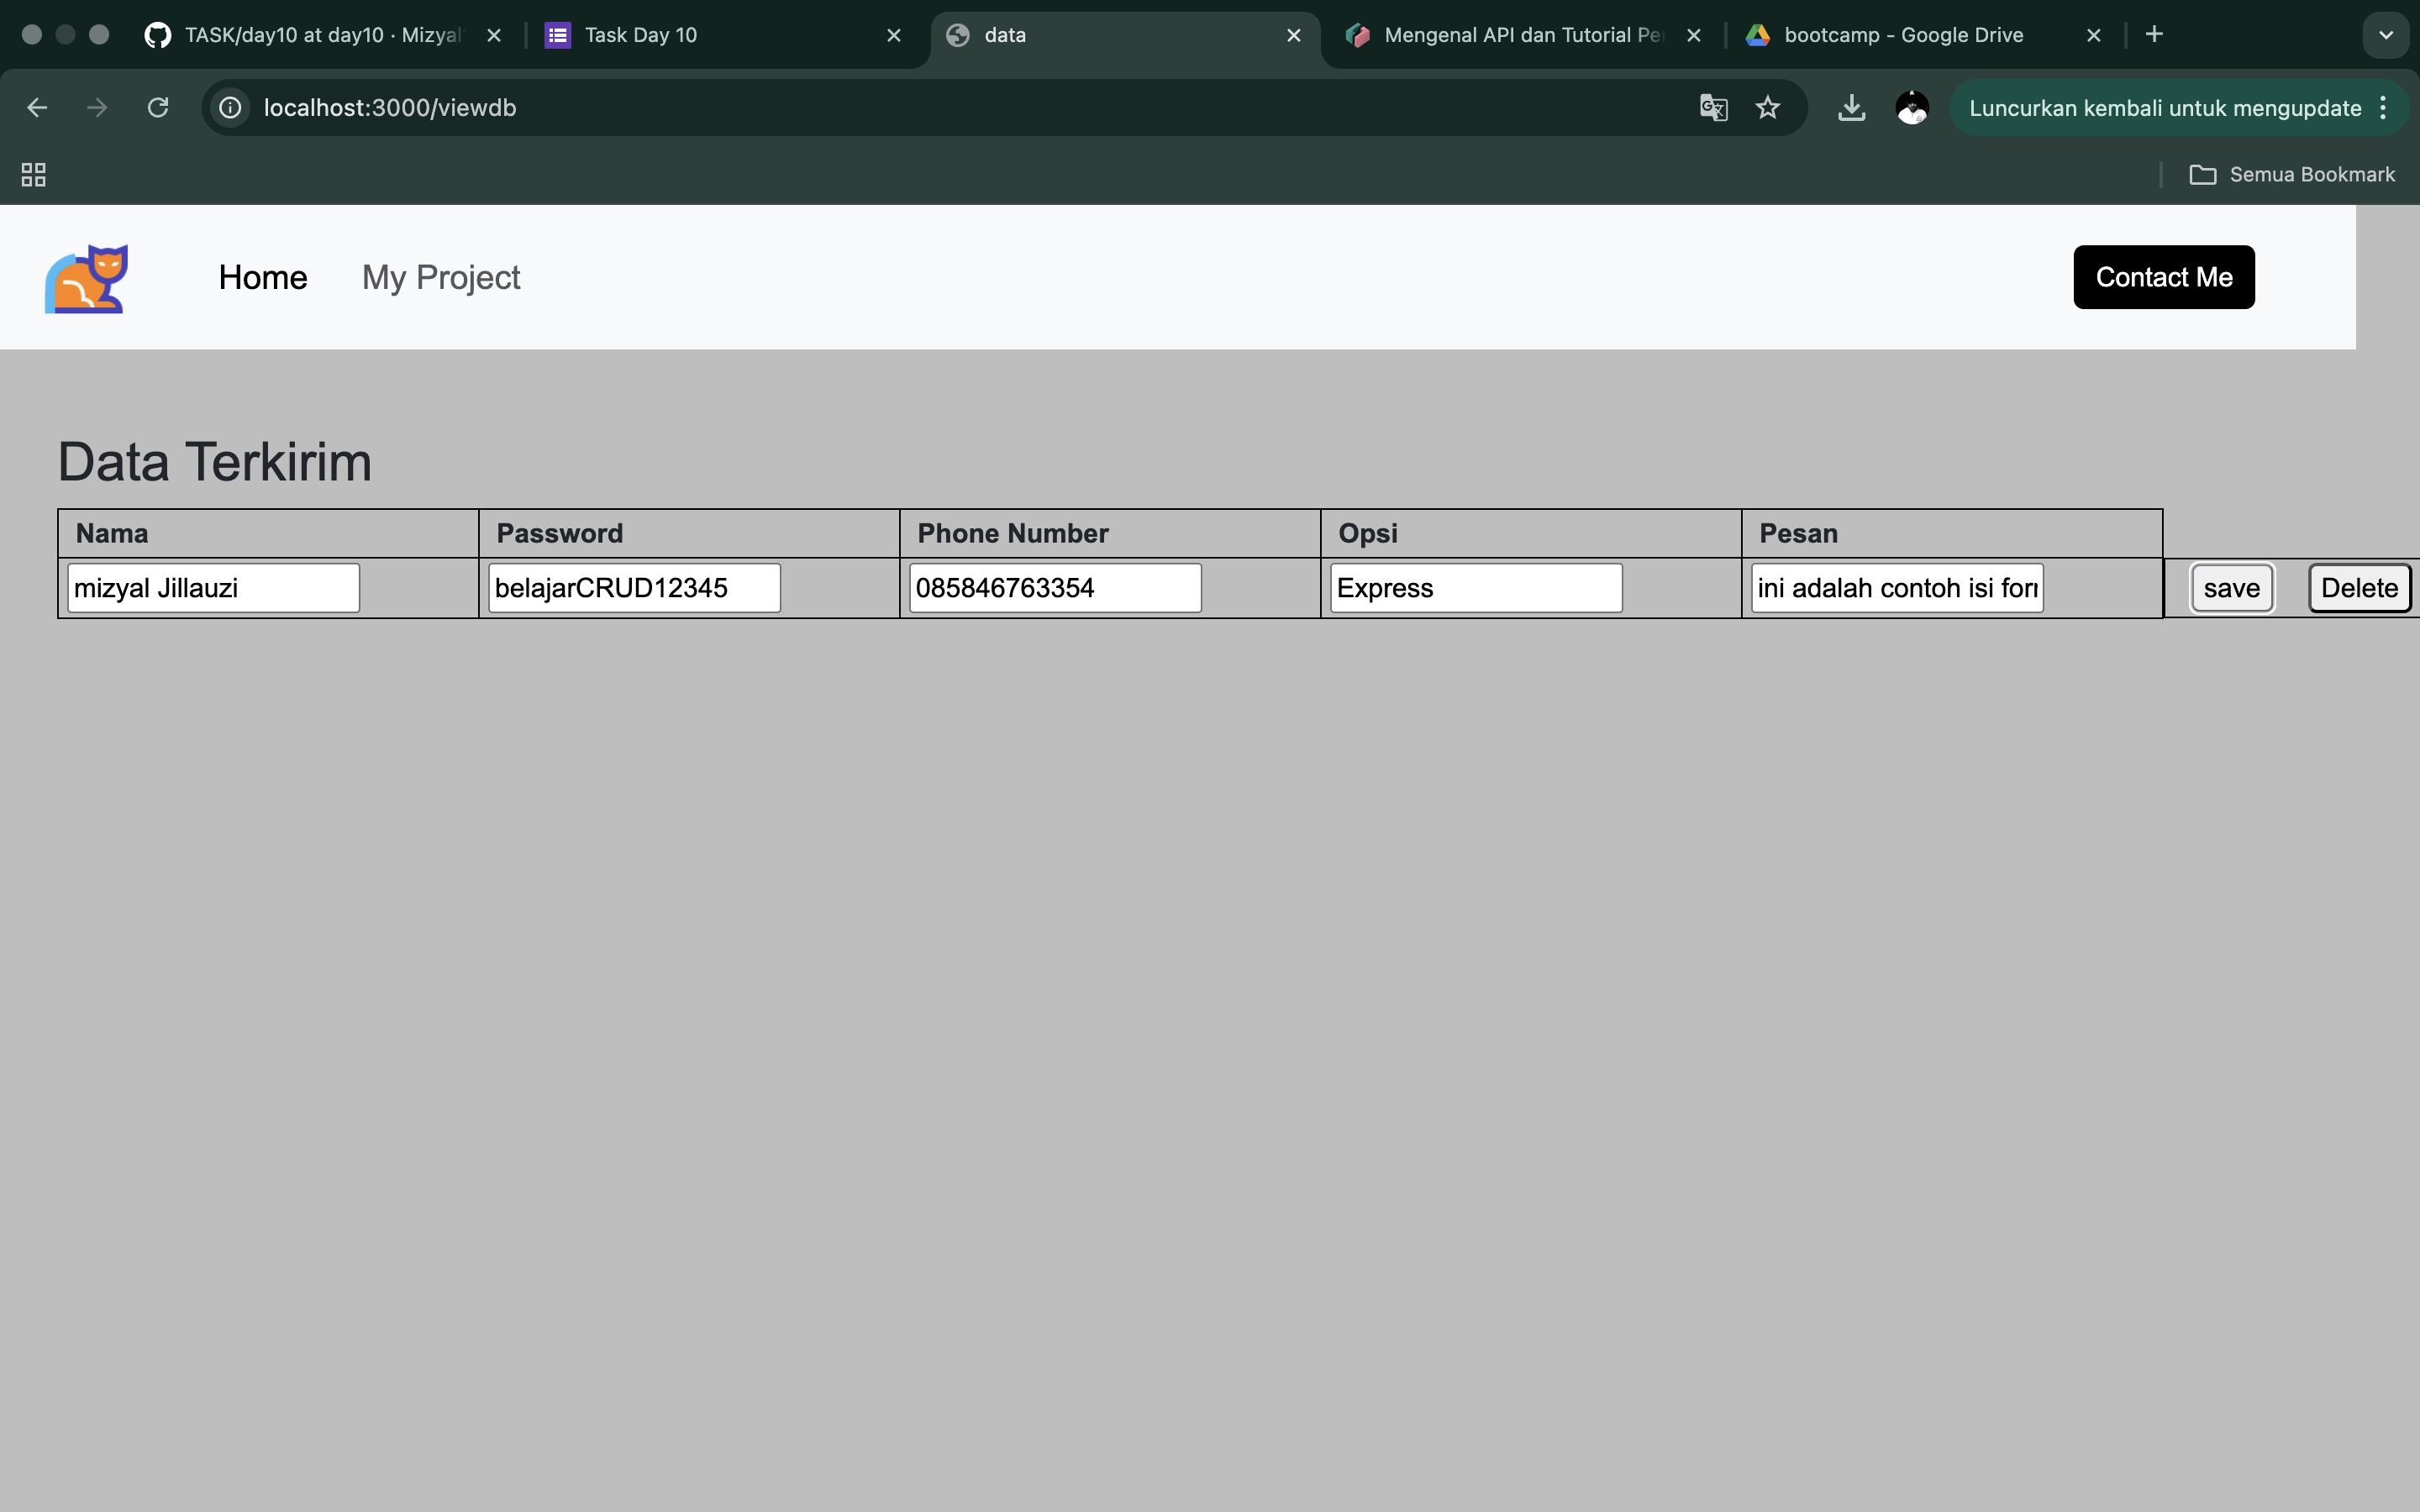 TASK/day10 at day10 · Mizyal
Task Day 10
data
Mengenal API dan Tutorial Pe
bootcamp - Google Drive
localhost:3000/viewdb
Luncurkan kembali untuk mengupdate
Semua Bookmark
Home
My Project
Contact Me
Data Terkirim
Nama Password Phone Number Opsi Pesan
mizyal Jillauzi belajarCRUD12345 085846763354 Express ini adalah contoh isi for save Delete